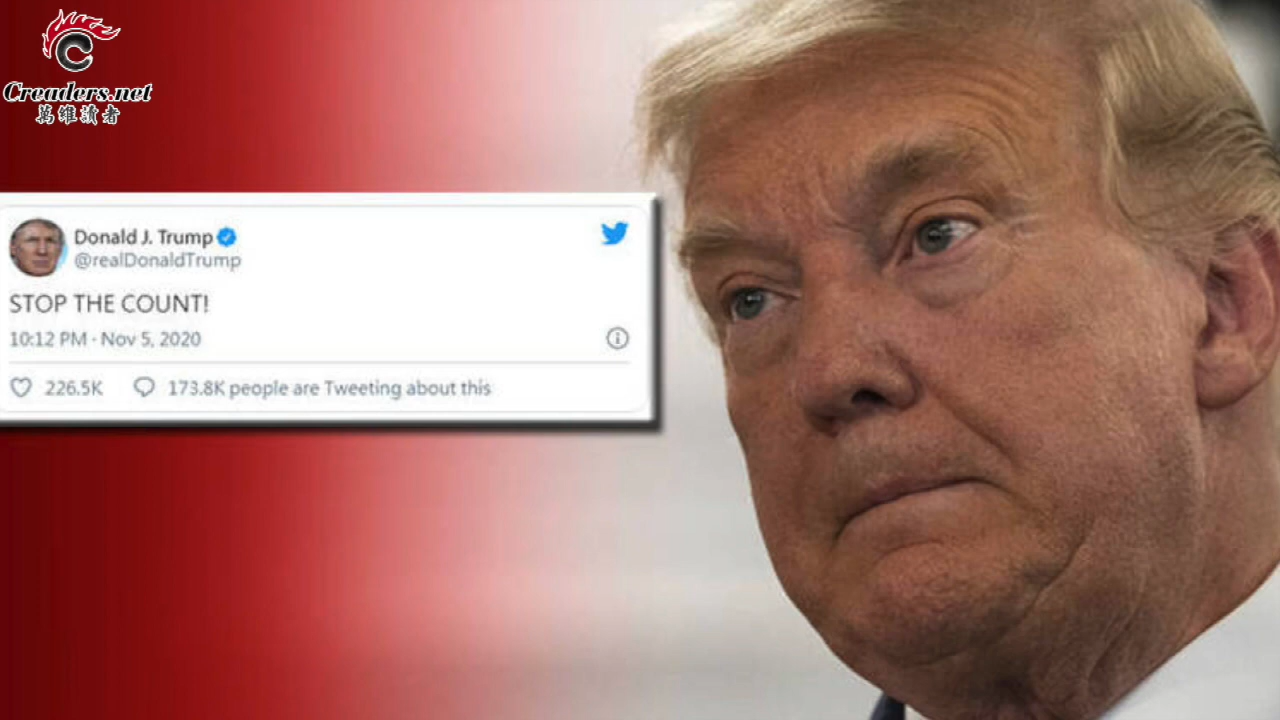 Creaders.net
萬维讀者
Donald J. Trump
@realDonaldTrump
STOP THE COUNT!
10:12 PM · Nov 5, 2020
226.5K 173.8K people are Tweeting about this